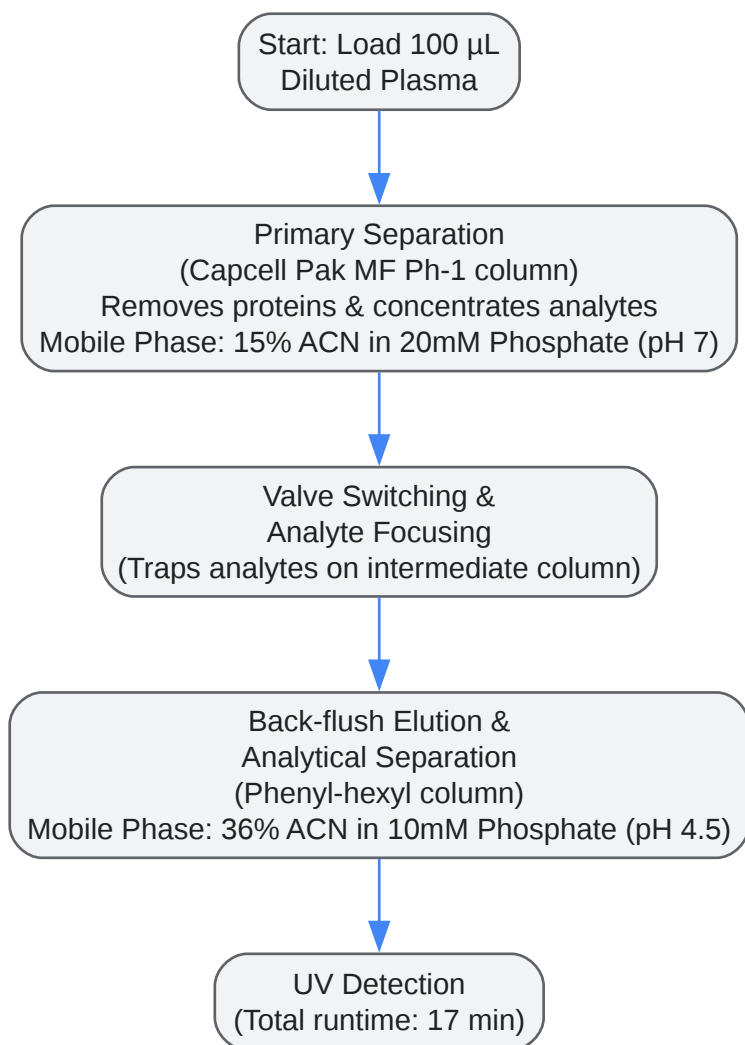 Start: Load 100 µL
Diluted Plasma
Primary Separation
(Capcell Pak MF Ph-1 column)
Removes proteins & concentrates analytes
Mobile Phase: 15% ACN in 20mM Phosphate (pH 7)
Valve Switching &
Analyte Focusing
(Traps analytes on intermediate column)
Back-flush Elution &
Analytical Separation
(Phenyl-hexyl column)
Mobile Phase: 36% ACN in 10mM Phosphate (pH 4.5)
UV Detection
(Total runtime: 17 min)